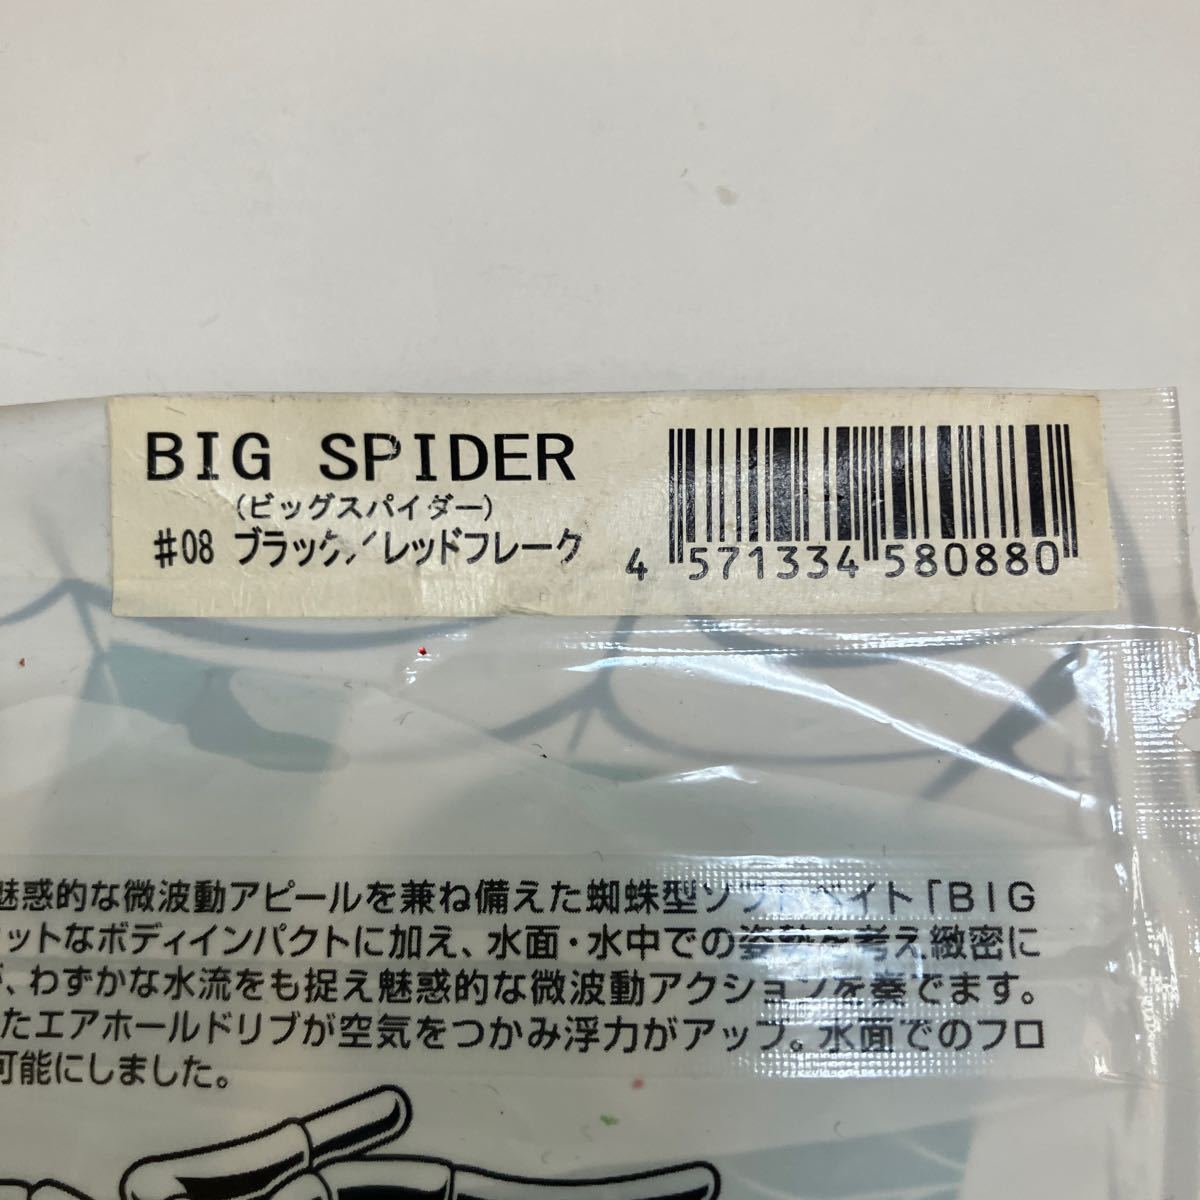 BIG SPIDER
(ビッグスパイダー)
#08 ブラック/レッドフレーク
4 571334 580880
魅惑的な微波動アピールを兼ね備えた蜘蛛型ソフトベイト「BIG
ットなボディインパクトに加え、水面・水中での姿勢を考え緻密に
、わずかな水流をも捉え魅惑的な微波動アクションを奏でます。
たエアホールドリブが空気をつかみ浮力がアップ。水面でのフロ
可能にしました。